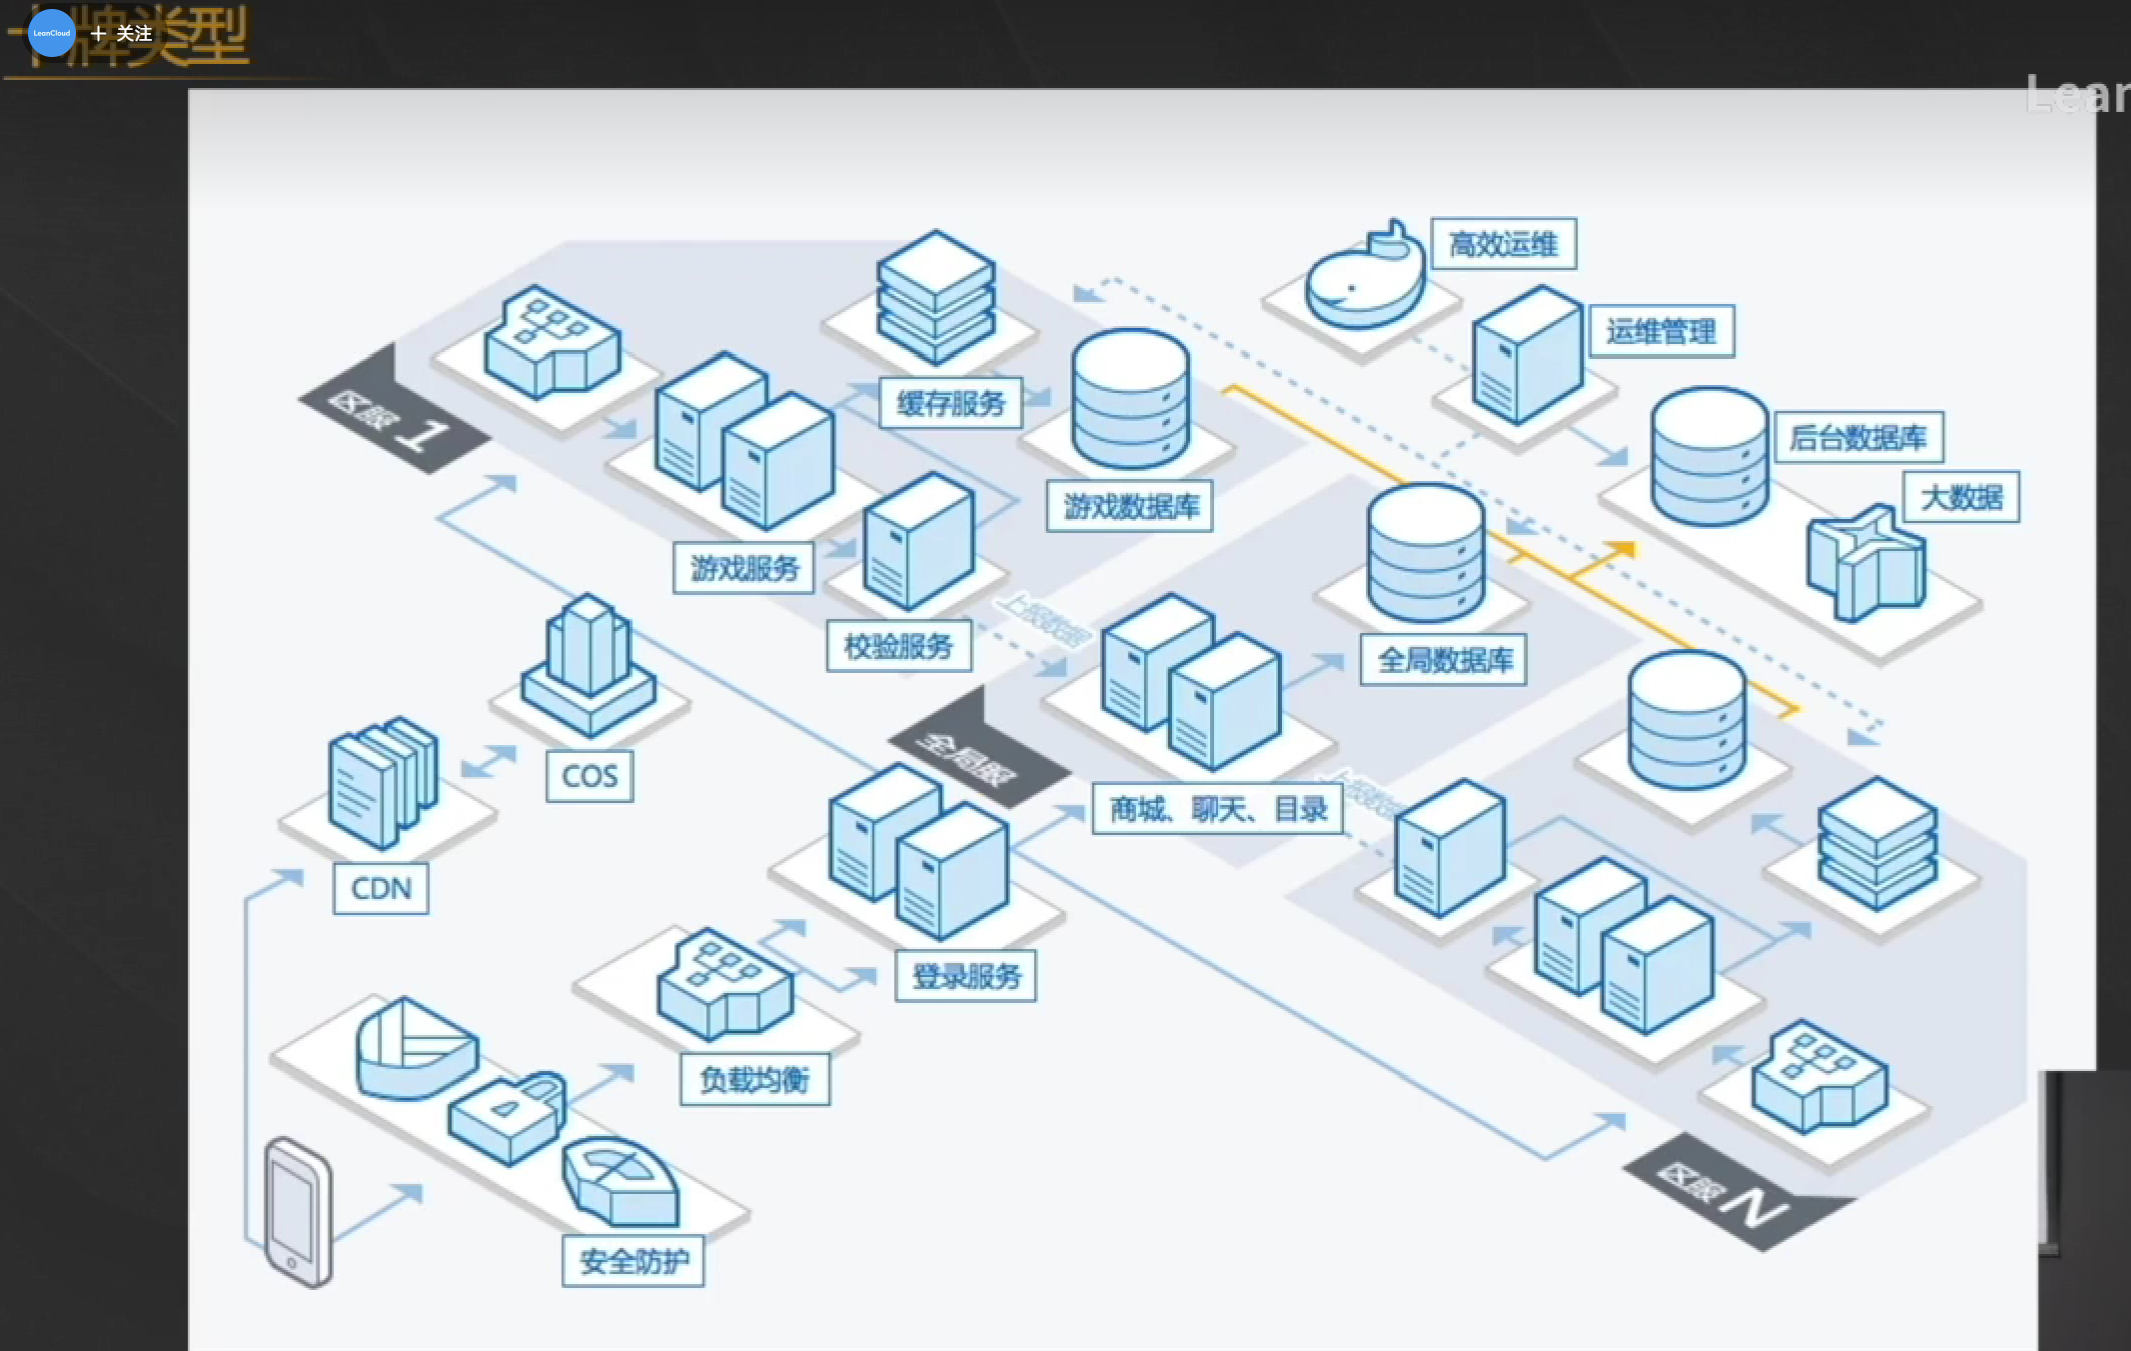 卡牌类型
LeanCloud
+ 关注
Lean
高效运维
运维管理
后台数据库
大数据
缓存服务
游戏数据库
区服 1
游戏服务
校验服务
上报数据
全局数据库
全局服
商城、聊天、目录
上报数据
COS
CDN
登录服务
负载均衡
安全防护
区服 N